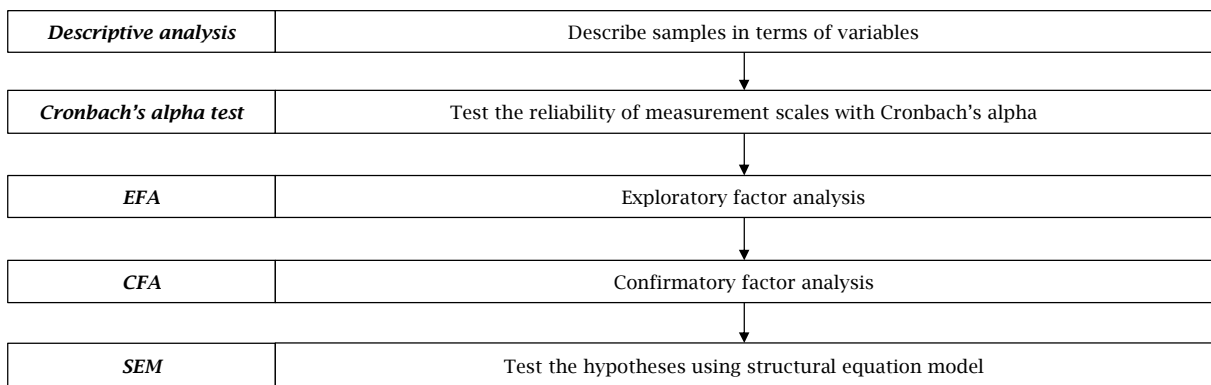 Descriptive analysis
Describe samples in terms of variables
Cronbach’s alpha test
Test the reliability of measurement scales with Cronbach’s alpha
EFA
Exploratory factor analysis
CFA
Confirmatory factor analysis
SEM
Test the hypotheses using structural equation model